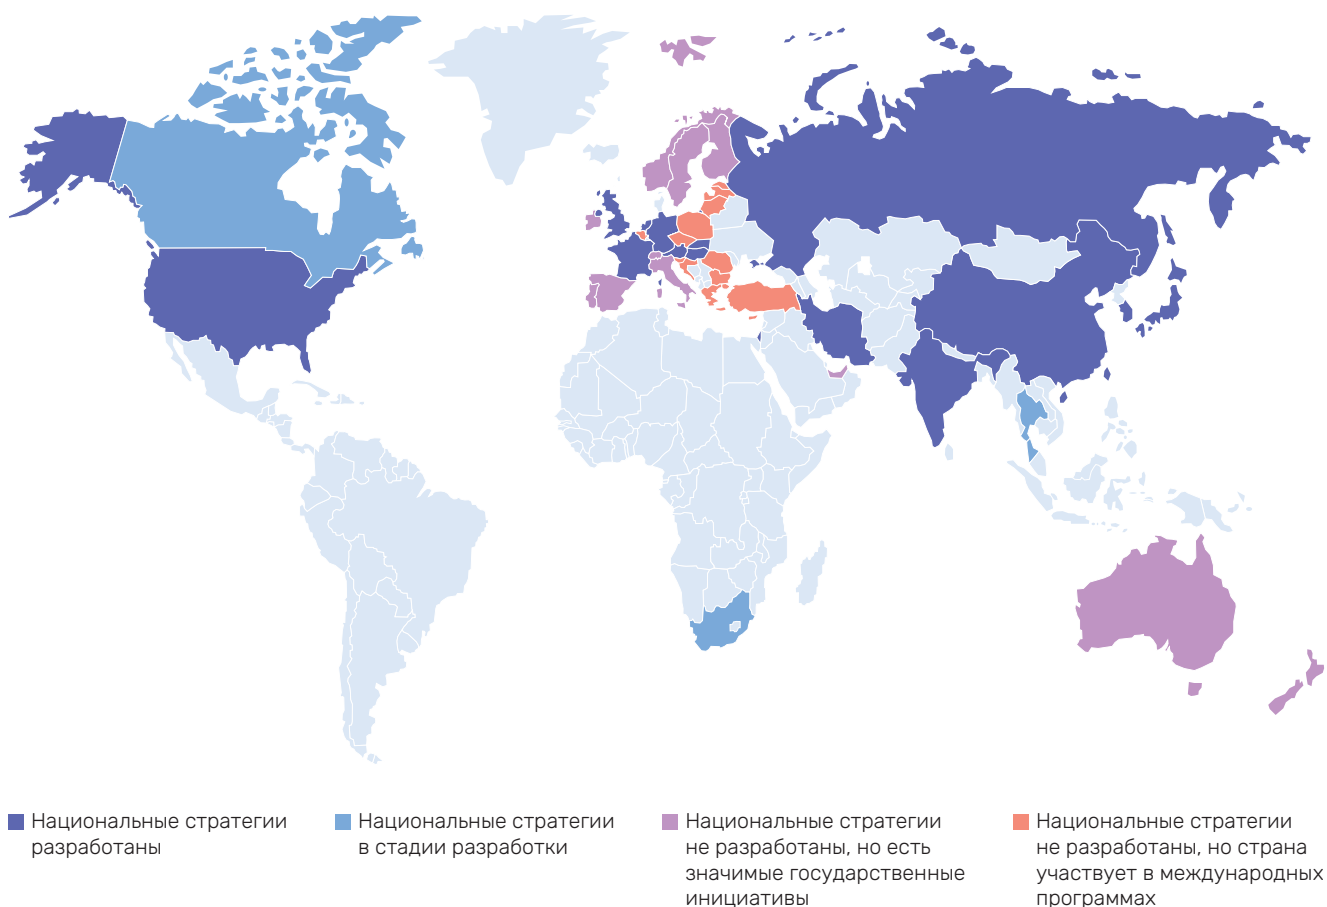 Национальные стратегии
разработаны
Национальные стратегии
в стадии разработки
Национальные стратегии
не разработаны, но есть
значимые государственные
инициативы
Национальные стратегии
не разработаны, но страна
участвует в международных
программах